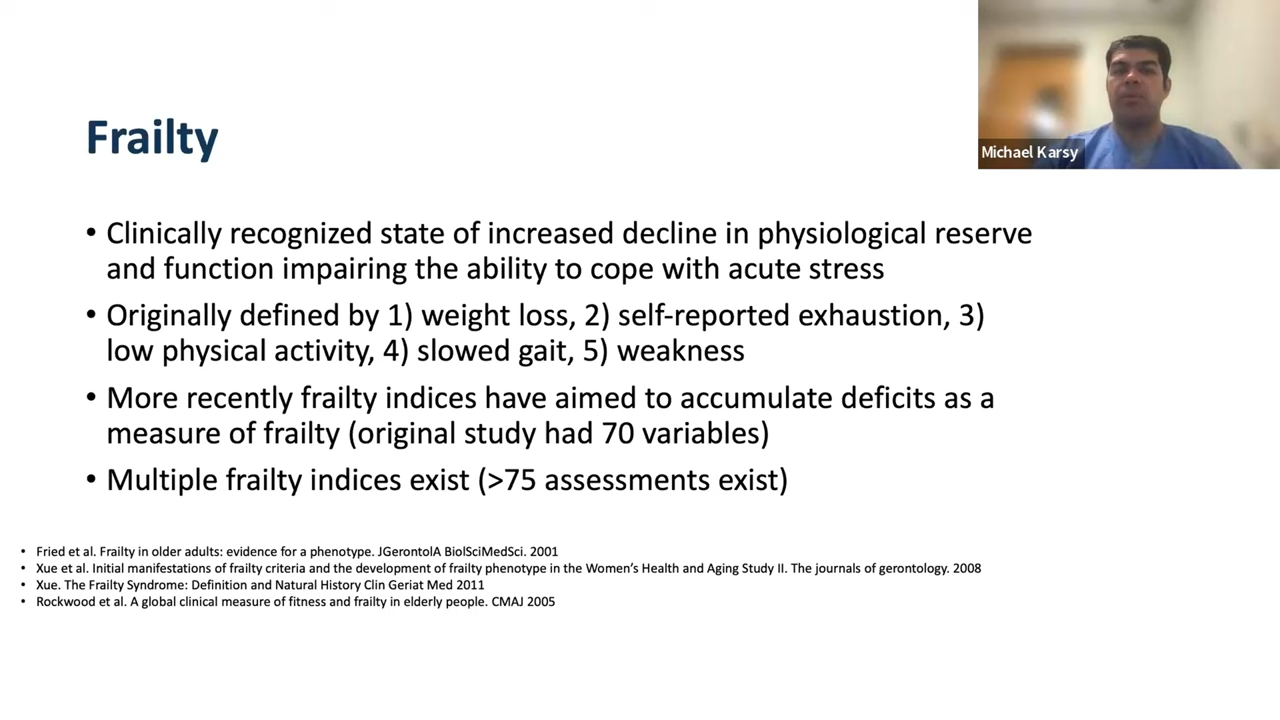 Michael Karsy
Frailty
• Clinically recognized state of increased decline in physiological reserve
and function impairing the ability to cope with acute stress
• Originally defined by 1) weight loss, 2) self-reported exhaustion, 3)
low physical activity, 4) slowed gait, 5) weakness
• More recently frailty indices have aimed to accumulate deficits as a
measure of frailty (original study had 70 variables)
• Multiple frailty indices exist (>75 assessments exist)
• Fried et al. Frailty in older adults: evidence for a phenotype. JGerontolA BiolSciMedSci. 2001
• Xue et al. Initial manifestations of frailty criteria and the development of frailty phenotype in the Women’s Health and Aging Study II. The journals of gerontology. 2008
• Xue. The Frailty Syndrome: Definition and Natural History Clin Geriat Med 2011
• Rockwood et al. A global clinical measure of fitness and frailty in elderly people. CMAJ 2005